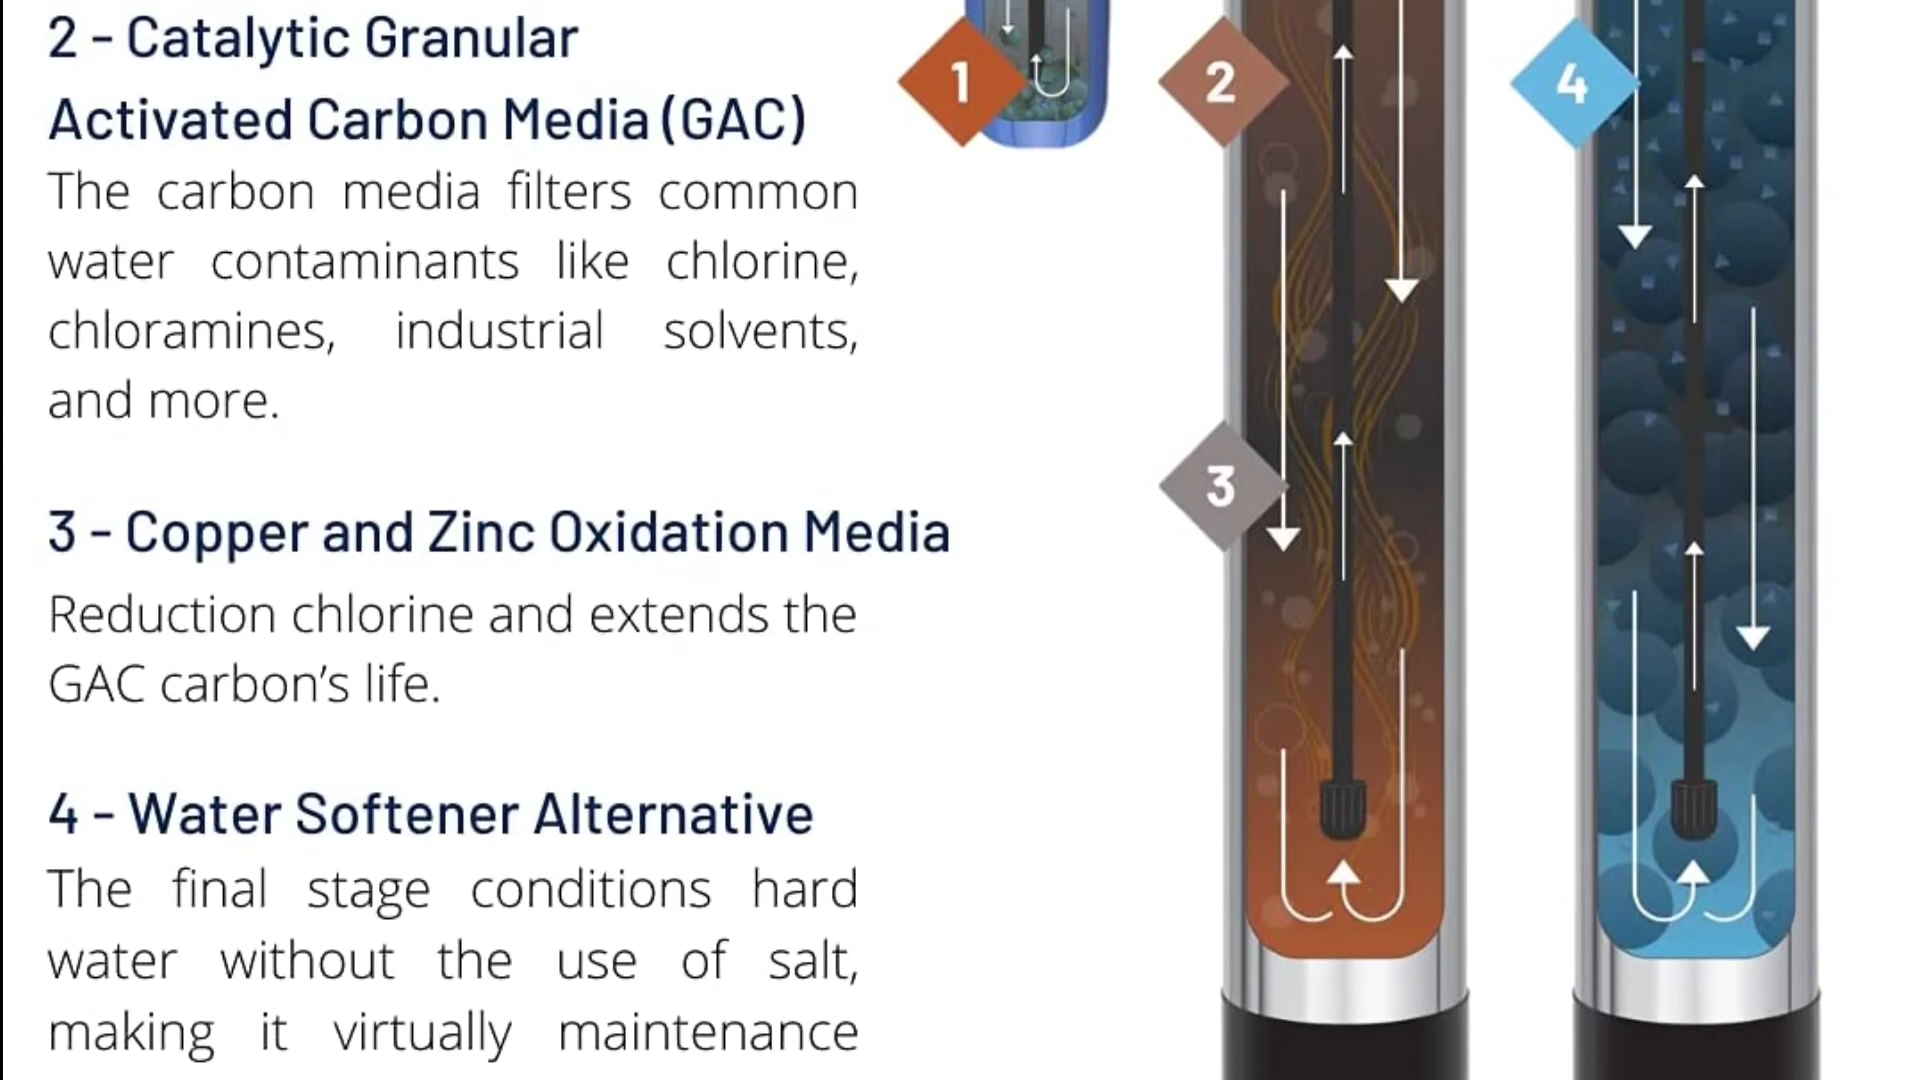 2 - Catalytic Granular
Activated Carbon Media (GAC)
The carbon media filters common
water contaminants like chlorine,
chloramines, industrial solvents,
and more.
3 - Copper and Zinc Oxidation Media
Reduction chlorine and extends the
GAC carbon’s life.
4 - Water Softener Alternative
The final stage conditions hard
water without the use of salt,
making it virtually maintenance
1
2
4
3